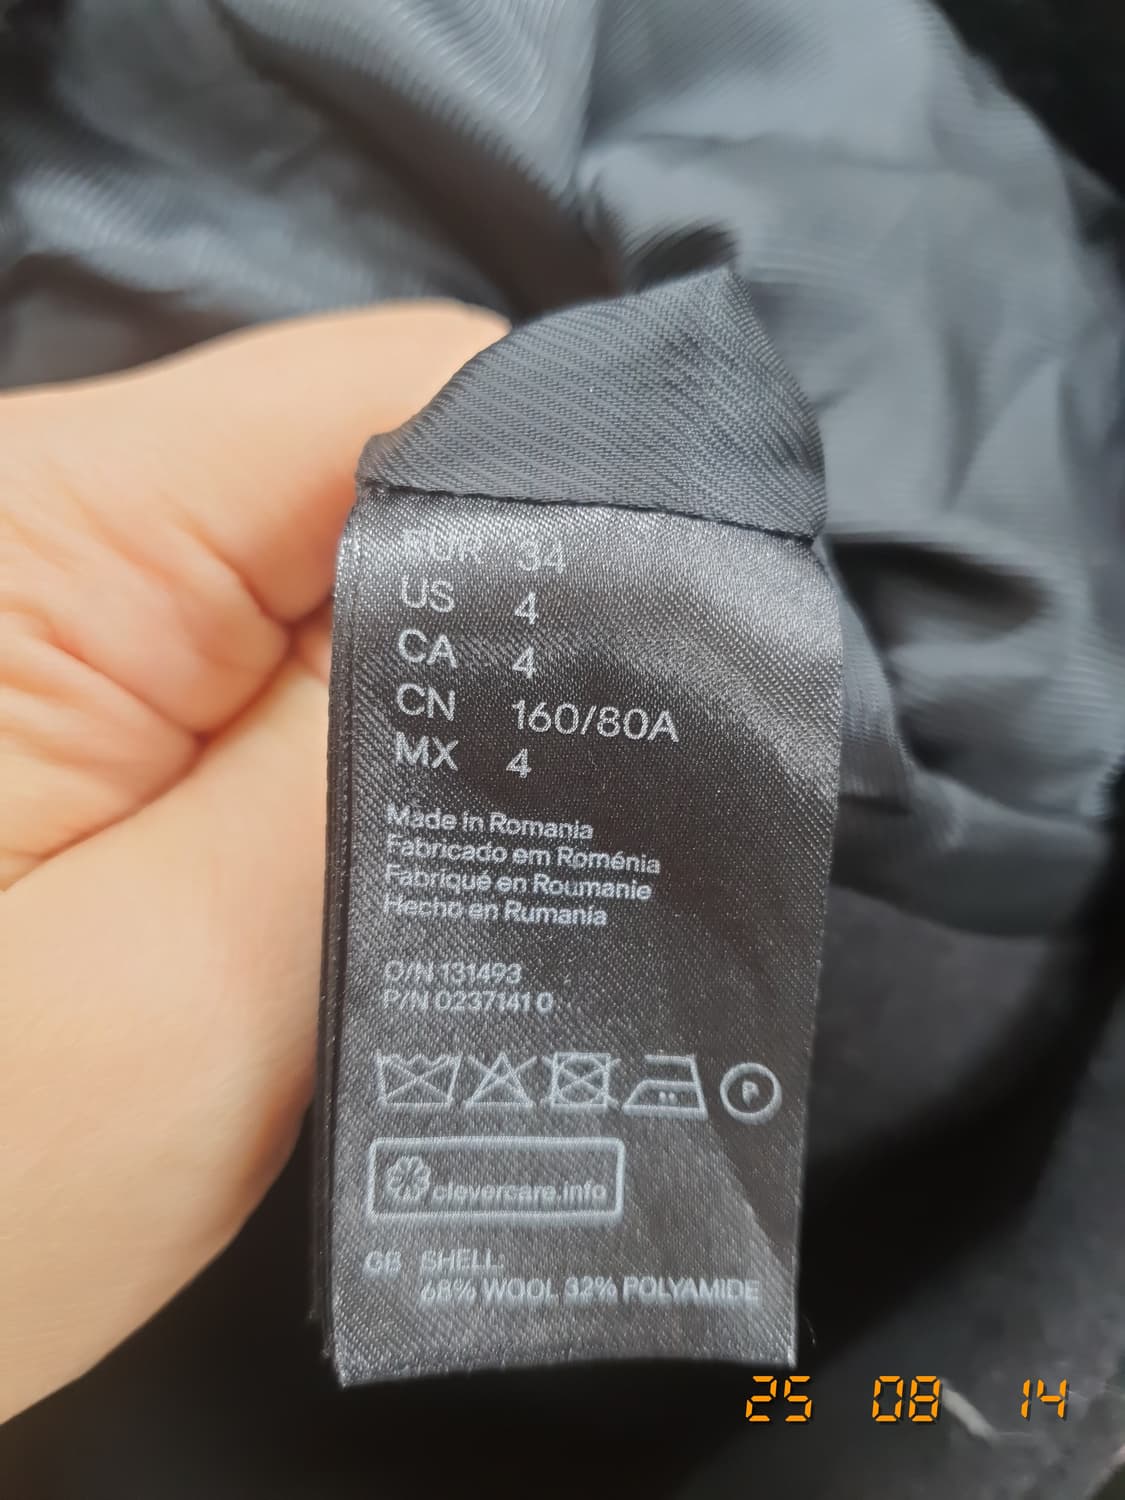 EUR 34
US 4
CA 4
CN 160/80A
MX 4
Made in Romania
Fabricado em Roménia
Fabriqué en Roumanie
Hecho en Rumania
O/N 131493
P/N 0237141 0
P
clevercare.info
GB SHELL:
68% WOOL 32% POLYAMIDE
25 08 14